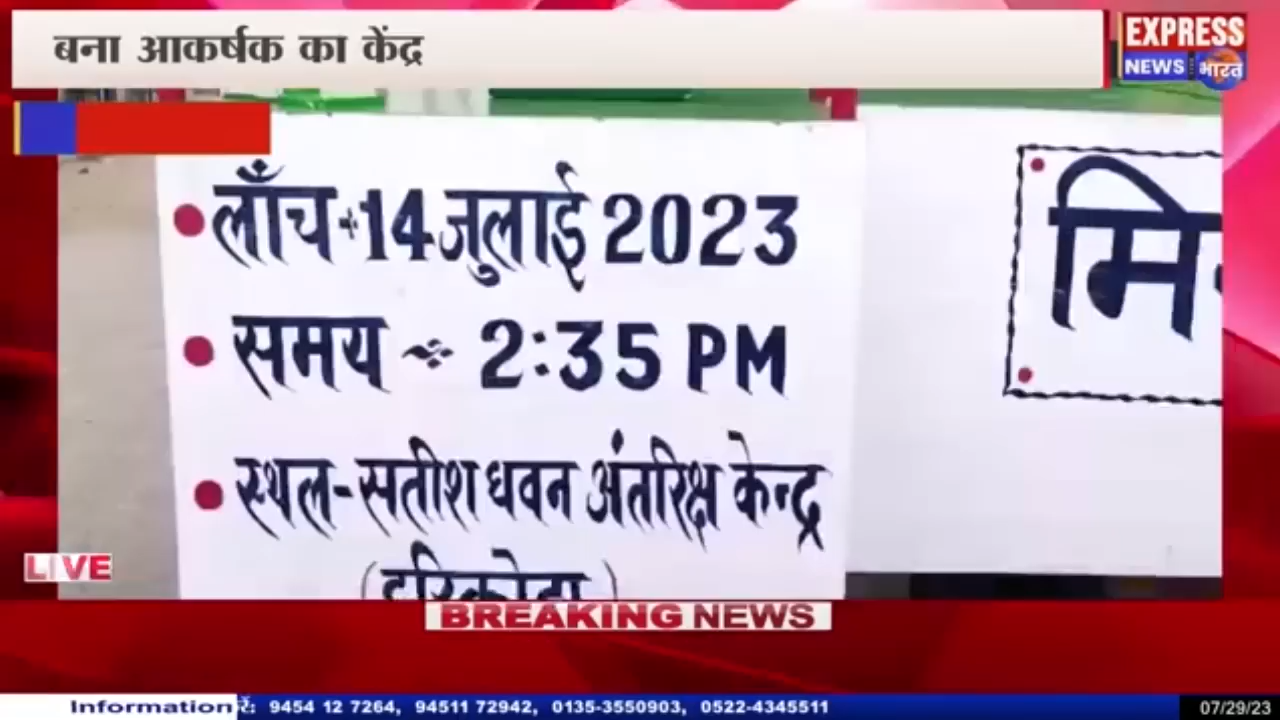 बना आकर्षक का केंद्र
EXPRESS
NEWS भारत
लाँच 14 जुलाई 2023
समय 2:35 PM
स्थल-सतीश धवन अंतरिक्ष केन्द्र
LIVE
BREAKING NEWS
Information रें: 9454 12 7264, 94511 72942, 0135-3550903, 0522-4345511
07/29/23